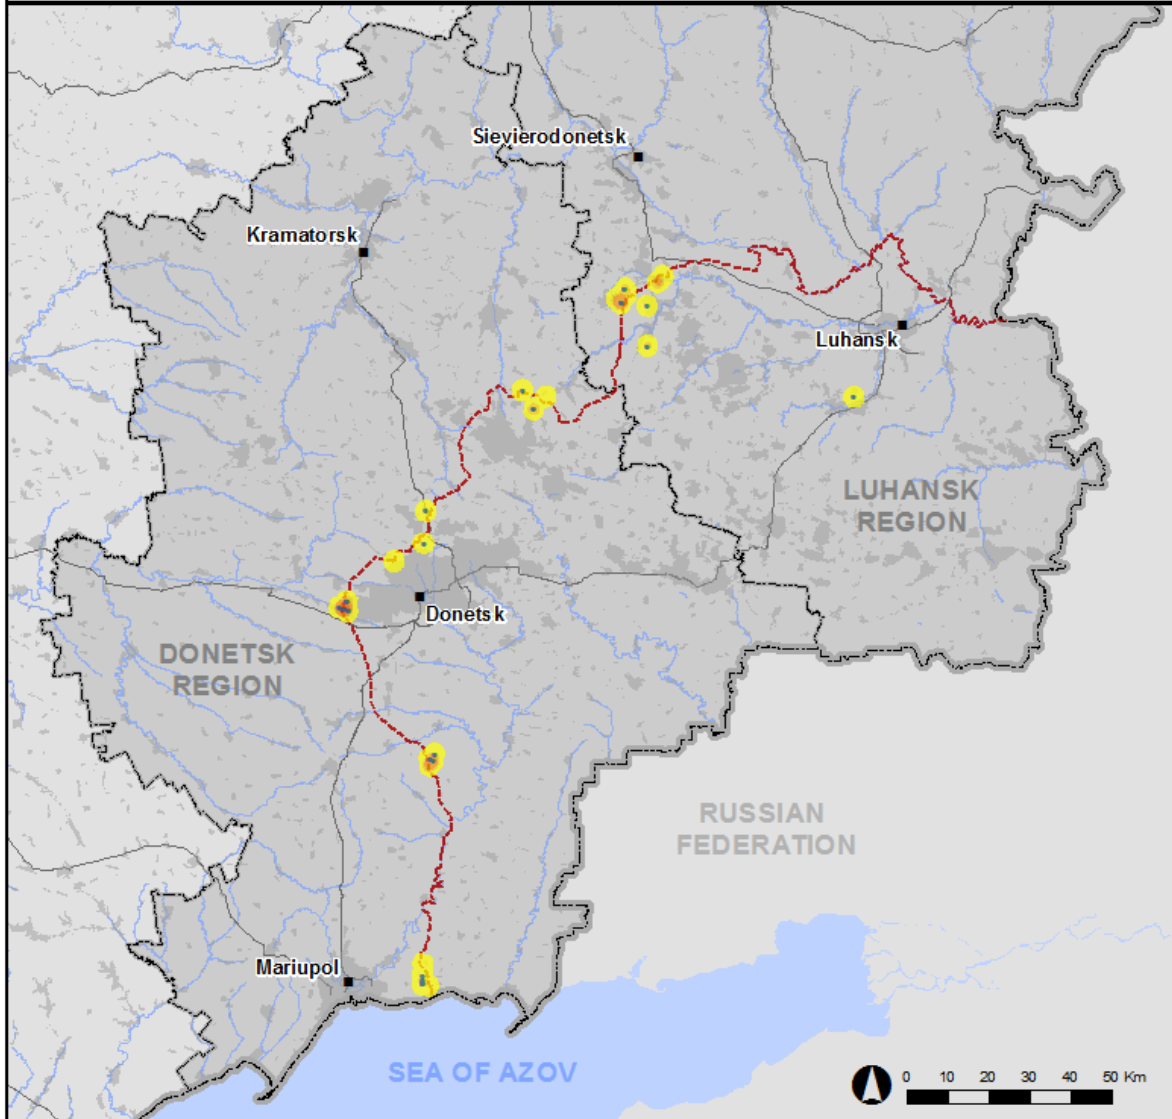 Sievierodonetsk
Kramatorsk
Luhansk
LUHANSK
REGION
Donetsk
DONETSK
REGION
RUSSIAN
FEDERATION
Mariupol
SEA OF AZOV
0 10 20 30 40 50 Km